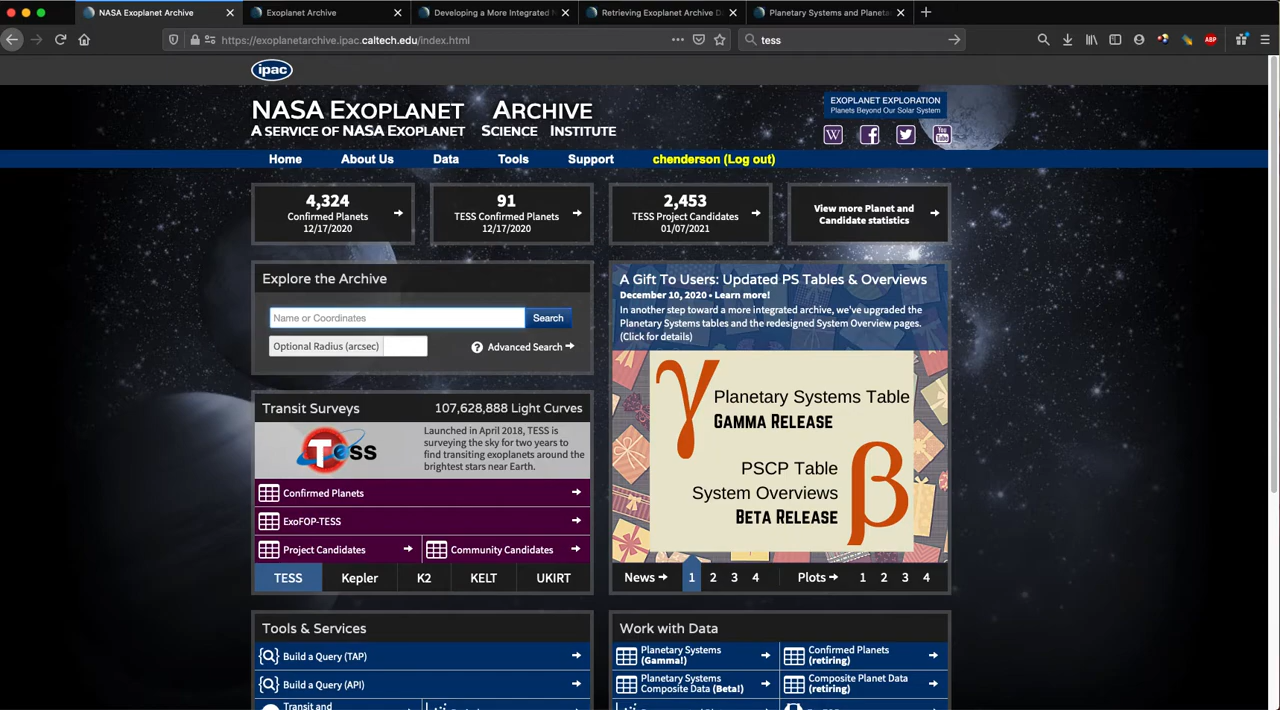 NASA Exoplanet Archive
Exoplanet Archive
Developing a More Integrated
Retrieving Exoplanet Archive D
Planetary Systems and Planeta
https://exoplanetarchive.ipac.caltech.edu/index.html
tess
ABP
ipac
NASA EXOPLANET ARCHIVE
A SERVICE OF NASA EXOPLANET SCIENCE INSTITUTE
EXOPLANET EXPLORATION
Planets Beyond Our Solar System
W
You Tube
Home
About Us
Data
Tools
Support
chenderson (Log out)
4,324
Confirmed Planets
12/17/2020
91
TESS Confirmed Planets
12/17/2020
2,453
TESS Project Candidates
01/07/2021
View more Planet and
Candidate statistics
Explore the Archive
Name or Coordinates
Search
Optional Radius (arcsec)
? Advanced Search
Transit Surveys
107,628,888 Light Curves
TESS
Launched in April 2018, TESS is
surveying the sky for two years to
find transiting exoplanets around the
brightest stars near Earth.
Confirmed Planets
ExoFOP-TESS
Project Candidates
Community Candidates
TESS
Kepler
K2
KELT
UKIRT
A Gift To Users: Updated PS Tables & Overviews
December 10, 2020 • Learn more!
In another step toward a more integrated archive, we've upgraded the
Planetary Systems tables and the redesigned System Overview pages.
(Click for details)
γ
Planetary Systems Table
GAMMA RELEASE
PSCP Table
System Overviews
BETA RELEASE
β
News
1 2 3 4
Plots
1 2 3 4
Tools & Services
Build a Query (TAP)
Build a Query (API)
Transit and
Work with Data
Planetary Systems
(Gamma!)
Confirmed Planets
(retiring)
Planetary Systems
Composite Data (Beta!)
Composite Planet Data
(retiring)